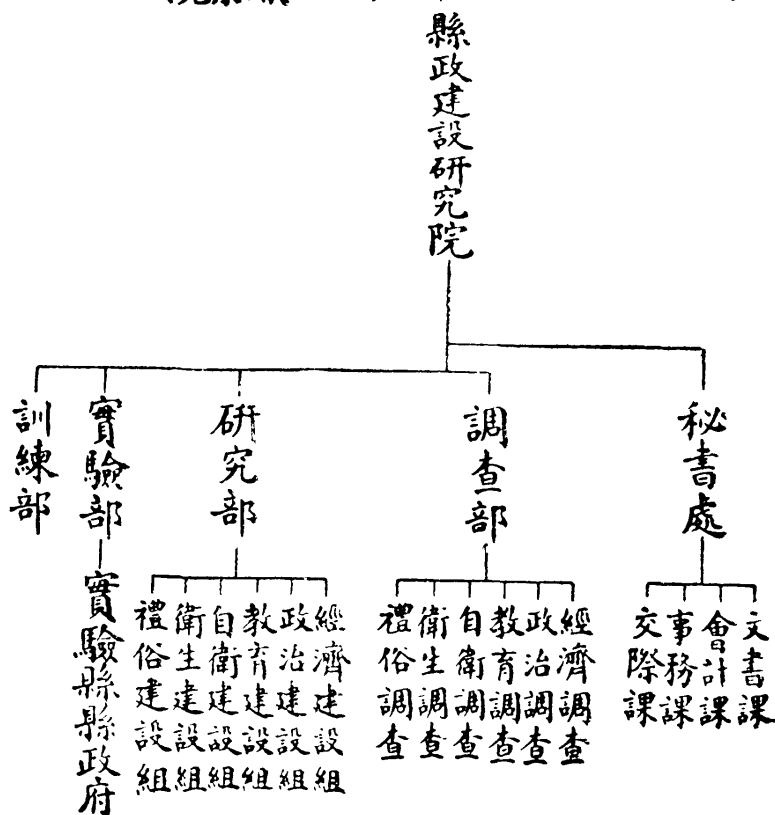 縣政建設研究院
秘書處
文書課
會計課
事務課
交際課
調查部
經濟調查
政治調查
教育調查
自衛調查
衛生調查
禮俗調查
研究部
經濟建設組
政治建設組
教育建設組
自衛建設組
衛生建設組
禮俗建設組
實驗部
實驗縣縣政府
訓練部